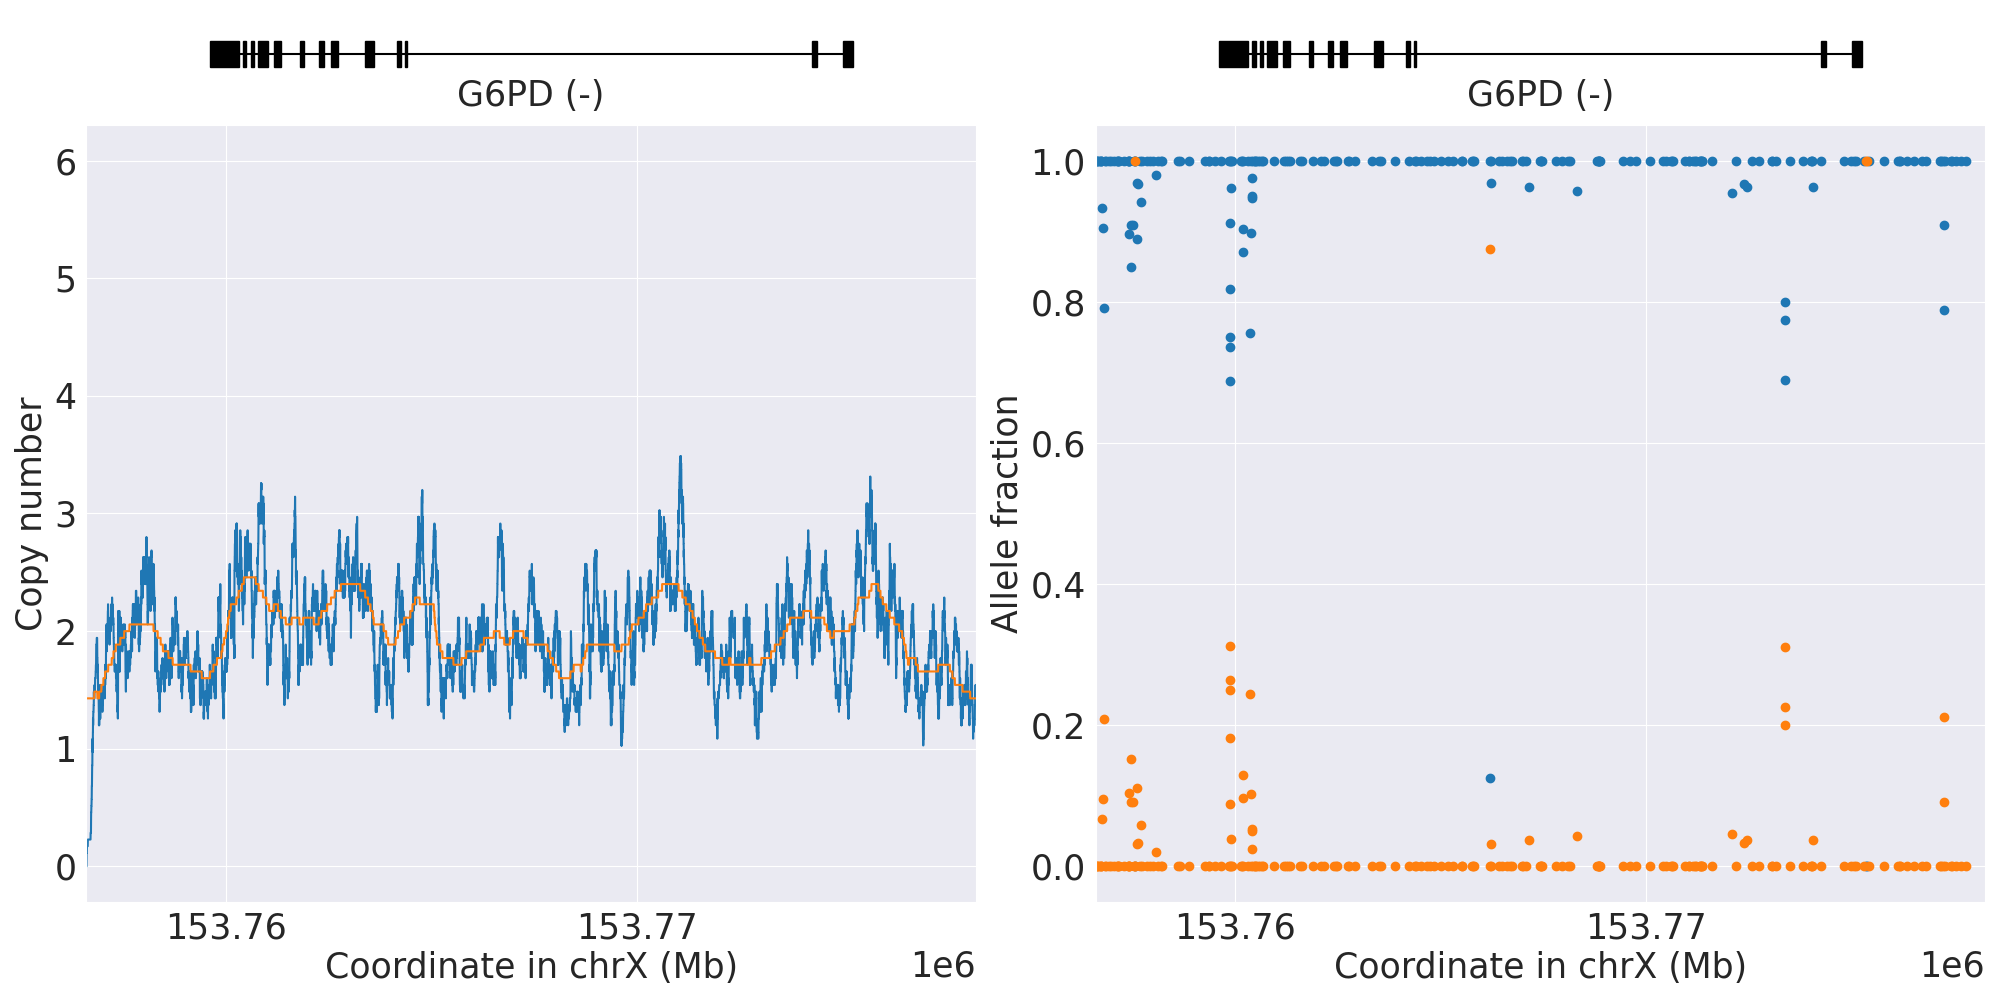 G6PD (-)
6
5
4
3
2
1
0
Copy number
153.76
153.77
Coordinate in chrX (Mb)
1e6
G6PD (-)
1.0
0.8
0.6
0.4
0.2
0.0
Allele fraction
153.76
153.77
Coordinate in chrX (Mb)
1e6